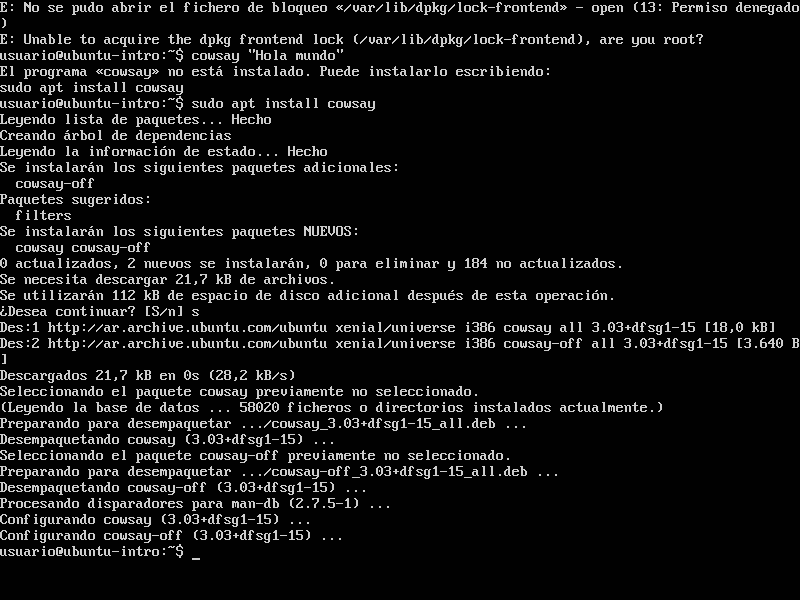 E: No se pudo abrir el fichero de bloqueo «/var/lib/dpkg/lock-frontend» - open (13: Permiso denegado
)
E: Unable to acquire the dpkg frontend lock (/var/lib/dpkg/lock-frontend), are you root?
usuario@ubuntu-intro:~$ cowsay "Hola mundo"
El programa «cowsay» no está instalado. Puede instalarlo escribiendo:
sudo apt install cowsay
usuario@ubuntu-intro:~$ sudo apt install cowsay
Leyendo lista de paquetes... Hecho
Creando árbol de dependencias
Leyendo la información de estado... Hecho
Se instalarán los siguientes paquetes adicionales:
  cowsay-off
Paquetes sugeridos:
  filters
Se instalarán los siguientes paquetes NUEVOS:
  cowsay cowsay-off
0 actualizados, 2 nuevos se instalarán, 0 para eliminar y 184 no actualizados.
Se necesita descargar 21,7 kB de archivos.
Se utilizarán 112 kB de espacio de disco adicional después de esta operación.
¿Desea continuar? [S/n] s
Des:1 http://ar.archive.ubuntu.com/ubuntu xenial/universe i386 cowsay all 3.03+dfsg1-15 [18,0 kB]
Des:2 http://ar.archive.ubuntu.com/ubuntu xenial/universe i386 cowsay-off all 3.03+dfsg1-15 [3.640 B
]
Descargados 21,7 kB en 0s (28,2 kB/s)
Seleccionando el paquete cowsay previamente no seleccionado.
(Leyendo la base de datos ... 58020 ficheros o directorios instalados actualmente.)
Preparando para desempaquetar .../cowsay_3.03+dfsg1-15_all.deb ...
Desempaquetando cowsay (3.03+dfsg1-15) ...
Seleccionando el paquete cowsay-off previamente no seleccionado.
Preparando para desempaquetar .../cowsay-off_3.03+dfsg1-15_all.deb ...
Desempaquetando cowsay-off (3.03+dfsg1-15) ...
Procesando disparadores para man-db (2.7.5-1) ...
Configurando cowsay (3.03+dfsg1-15) ...
Configurando cowsay-off (3.03+dfsg1-15) ...
usuario@ubuntu-intro:~$ _